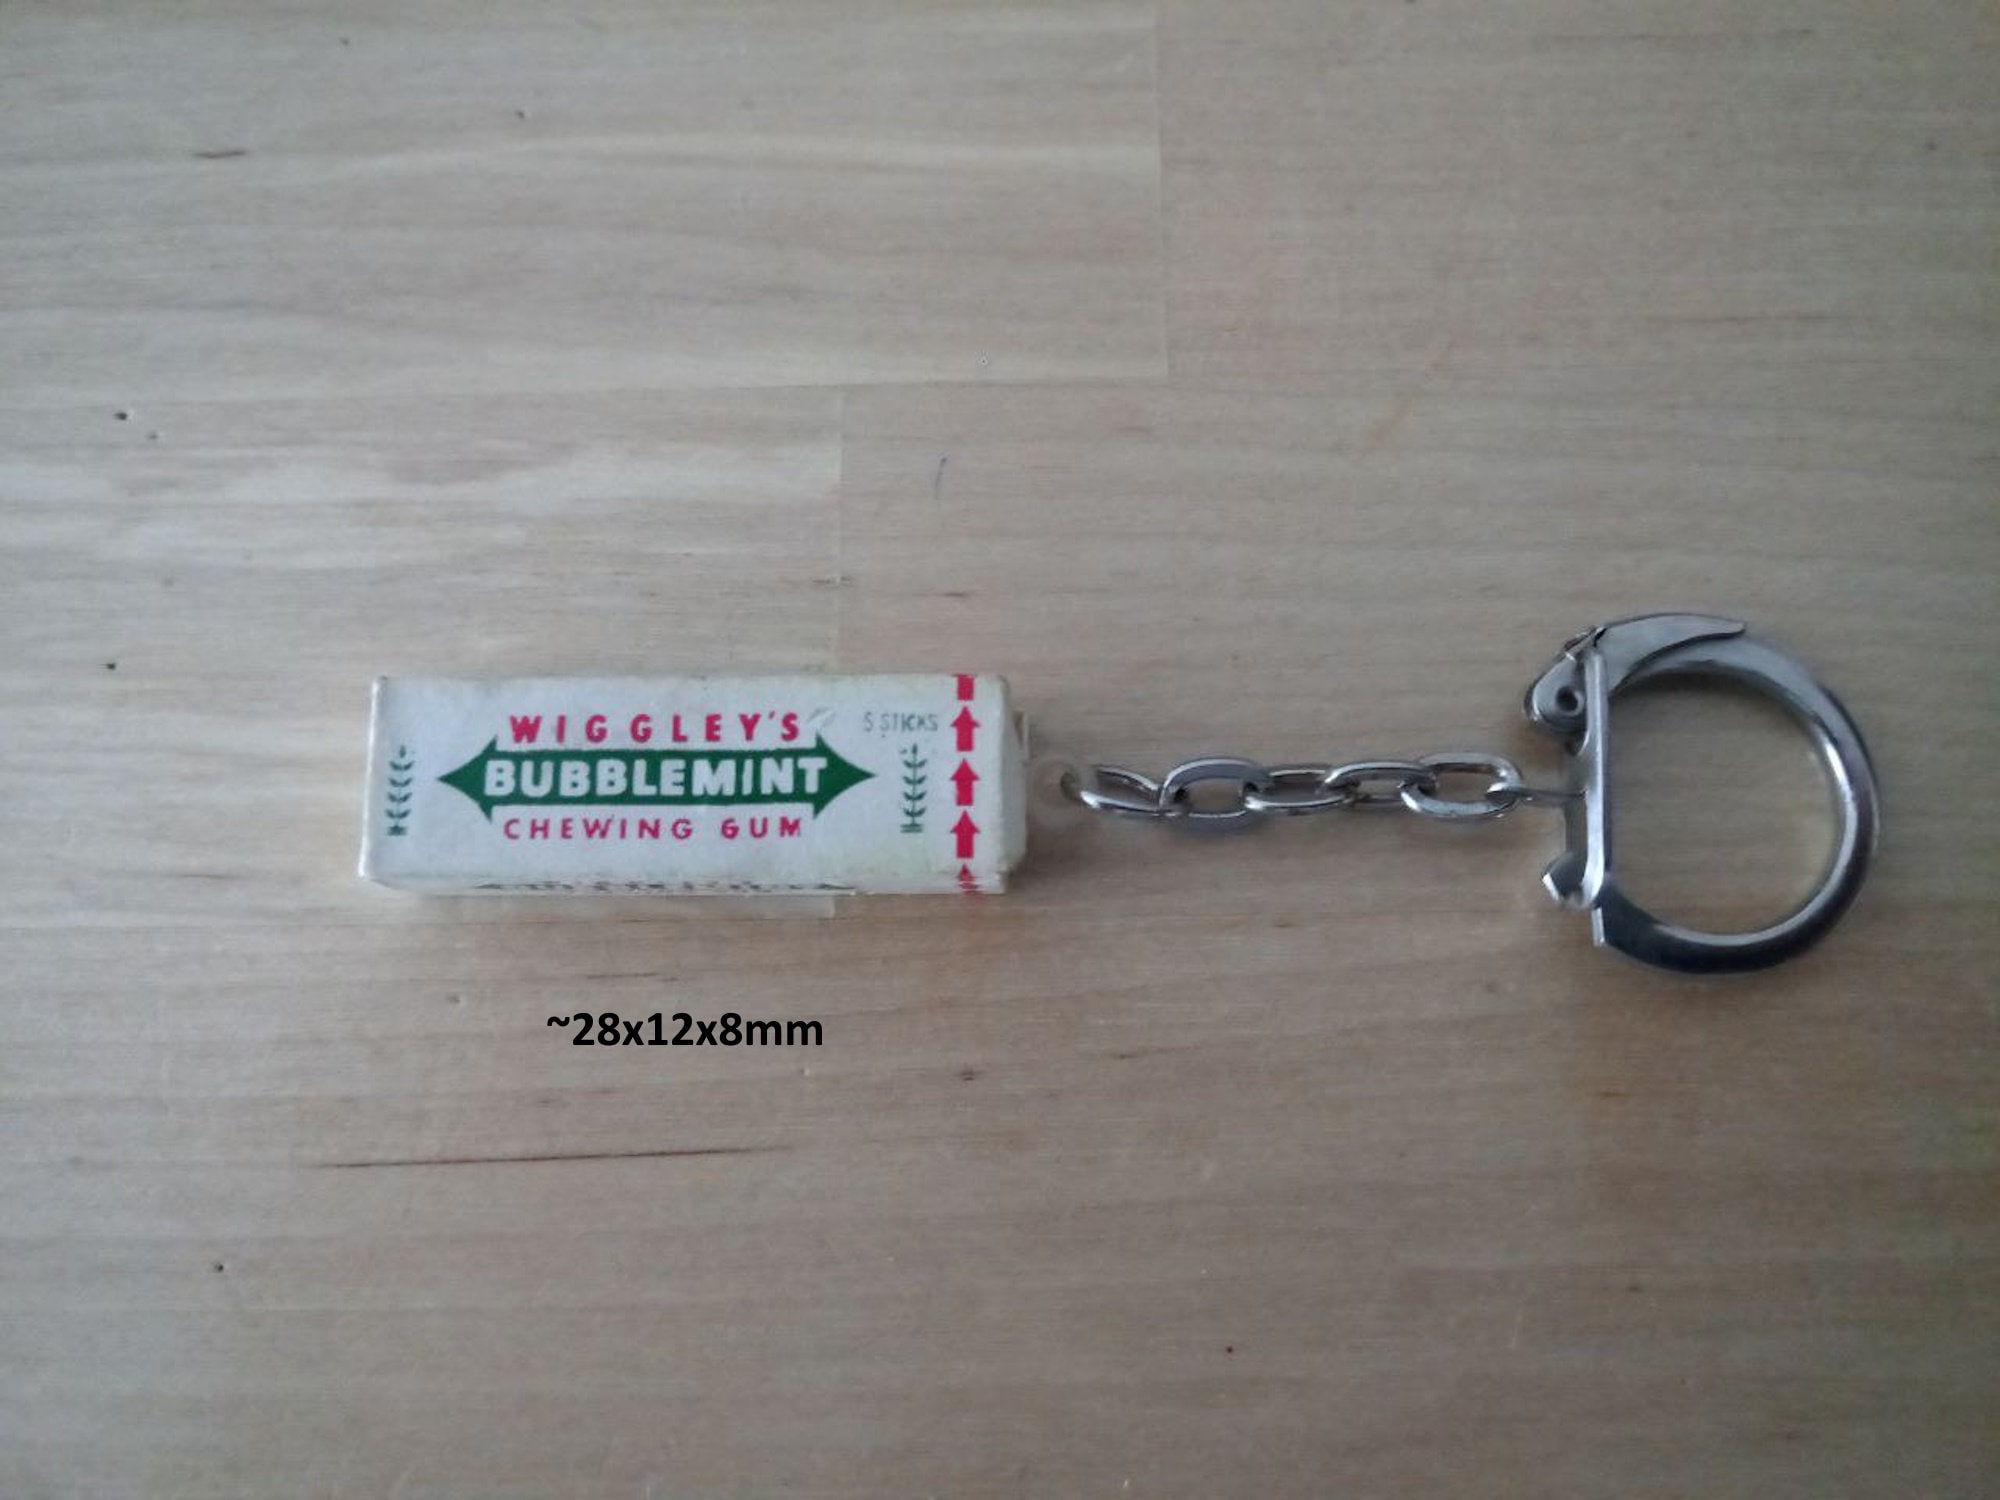 WIGGLEY'S
5 STICKS
BUBBLEMINT
CHEWING GUM
~28x12x8mm